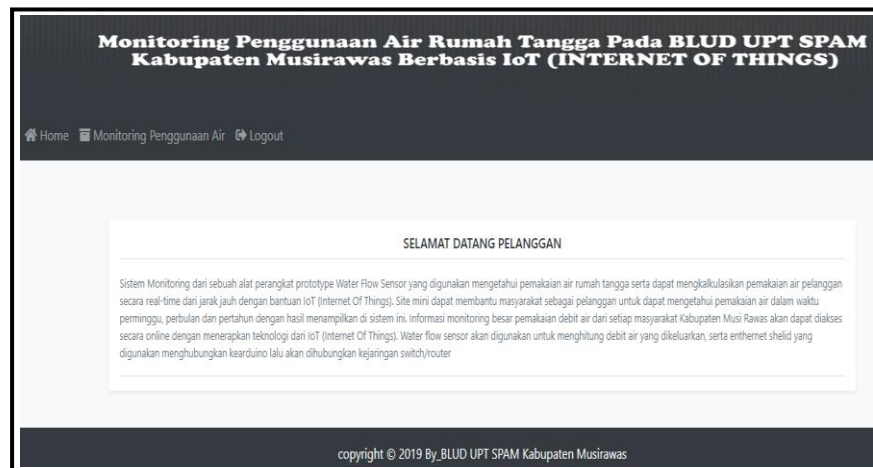 Monitoring Penggunaan Air Rumah Tangga Pada BLUD UPT SPAM
Kabupaten Musirawas Berbasis IoT (INTERNET OF THINGS)
Home Monitoring Penggunaan Air Logout
SELAMAT DATANG PELANGGAN
Sistem Monitoring dari sebuah alat perangkat prototype Water Flow Sensor yang digunakan mengetahui pemakaian air rumah tangga serta dapat mengkalkulasikan pemakaian air pelanggan
secara real-time dari jarak jauh dengan bantuan IoT (Internet Of Things). Site mini dapat membantu masyarakat sebagai pelanggan untuk dapat mengetahui pemakaian air dalam waktu
perminggu, perbulan dan pertahun dengan hasil menampilkan di sistem ini. Informasi monitoring besar pemakaian debit air dari setiap masyarakat Kabupaten Musi Rawas akan dapat diakses
secara online dengan menerapkan teknologi dari IoT (Internet Of Things). Water flow sensor akan digunakan untuk menghitung debit air yang dikeluarkan, serta enthernet shelid yang
digunakan menghubungkan kearduino lalu akan dihubungkan kejaringan switch/router
copyright © 2019 By_BLUD UPT SPAM Kabupaten Musirawas